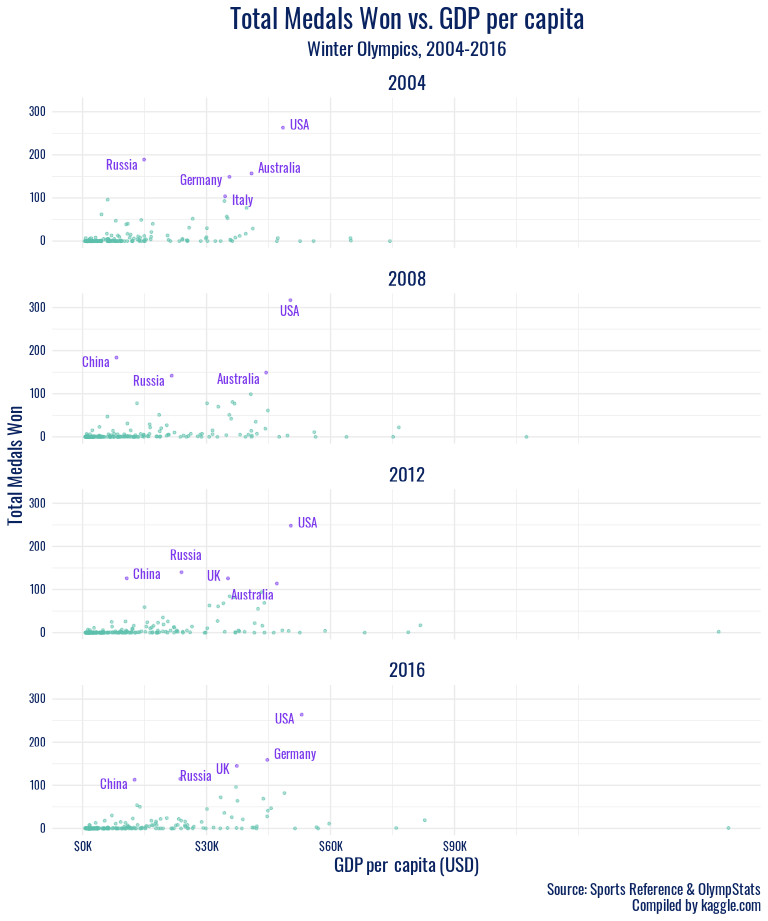 Total Medals Won vs. GDP per capita
Winter Olympics, 2004-2016
2004
300
USA
Russia
Australia
200
Germany
Italy
100
0
2008
300
USA
200
China
Russia
Australia
100
0
Total Medals Won
2012
300
USA
200
Russia
China
UK
100
Australia
0
2016
300
USA
200
Germany
UK
Russia
China
100
0
$0K $30K $60K $90K
GDP per capita (USD)
Source: Sports Reference & OlympStats
Compiled by kaggle.com